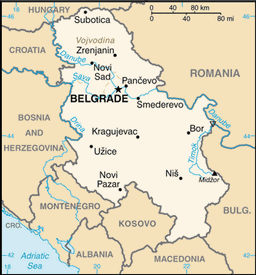 HUNGARY
0 40 80 km
0 40 80 mi
Subotica
CROATIA
Vojvodina
Zrenjanin
Danube
Novi
Sad
ROMANIA
Sava
Pančevo
BELGRADE
Smederevo
Danube
Drina
BOSNIA
AND
HERZEGOVINA
Kragujevac
Bor
Timok
Užice
Novi
Pazar
Niš
Midžor
MONTENEGRO
KOSOVO
BULG.
CRO.
Adriatic
Sea
ALBANIA
MACEDONIA